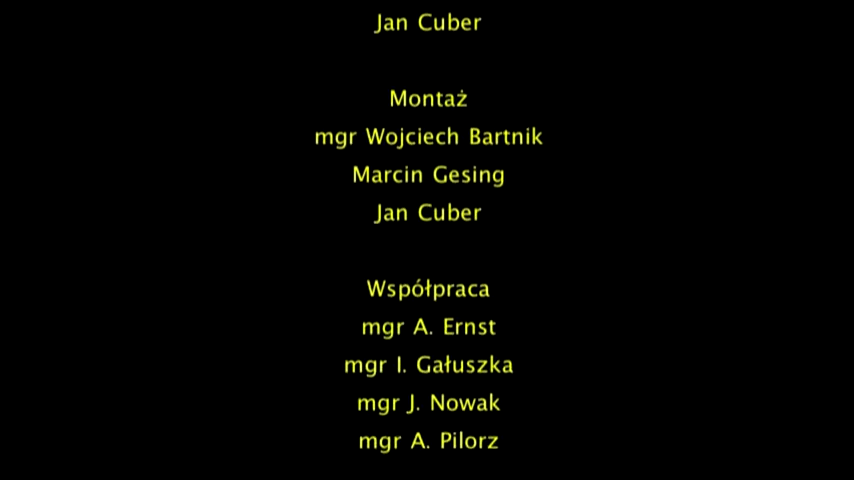 Jan Cuber
Montaż
mgr Wojciech Bartnik
Marcin Gesing
Jan Cuber
Współpraca
mgr A. Ernst
mgr I. Gałuszka
mgr J. Nowak
mgr A. Pilorz